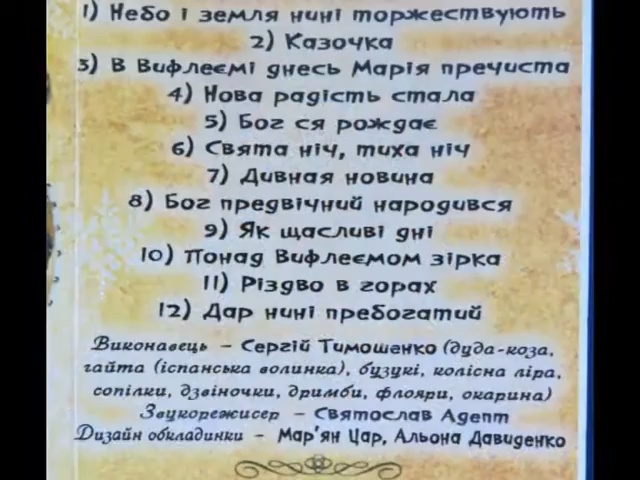 1) Небо і земля нині торжествують
2) Казочка
3) В Вифлеємі днесь Марія пречиста
4) Нова радість стала
5) Бог ся рождає
6) Свята ніч, тиха ніч
7) Дивная новина
8) Бог предвічний народився
9) Як щасливі дні
10) Понад Вифлеємом зірка
11) Різдво в горах
12) Дар нині пребогатий
Виконавець – Сергій Тимошенко (дуда-коза,
гайта (іспанська волинка), бузукі, колісна ліра,
сопілки, дзвіночки, дримби, флояри, окарина)
Звукорежисер – Святослав Адепт
Дизайн обкладинки – Мар'ян Цар, Альона Давиденко